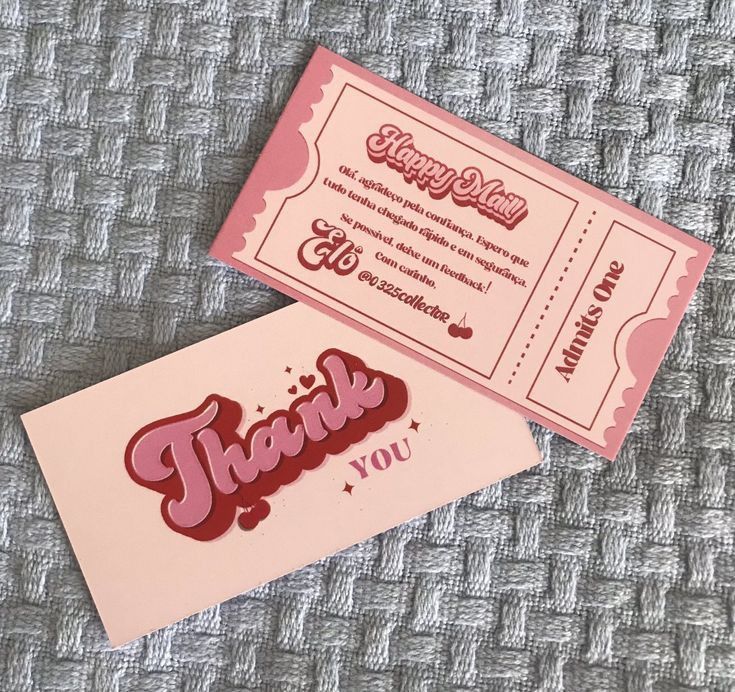 Happy Mail!
Olá, agradeço pela confiança. Espero que
tudo tenha chegado rápido e em segurança.
Se possível, deixe um feedback!
Com carinho,
Elô
@0325collector
Admits One
Thank
YOU